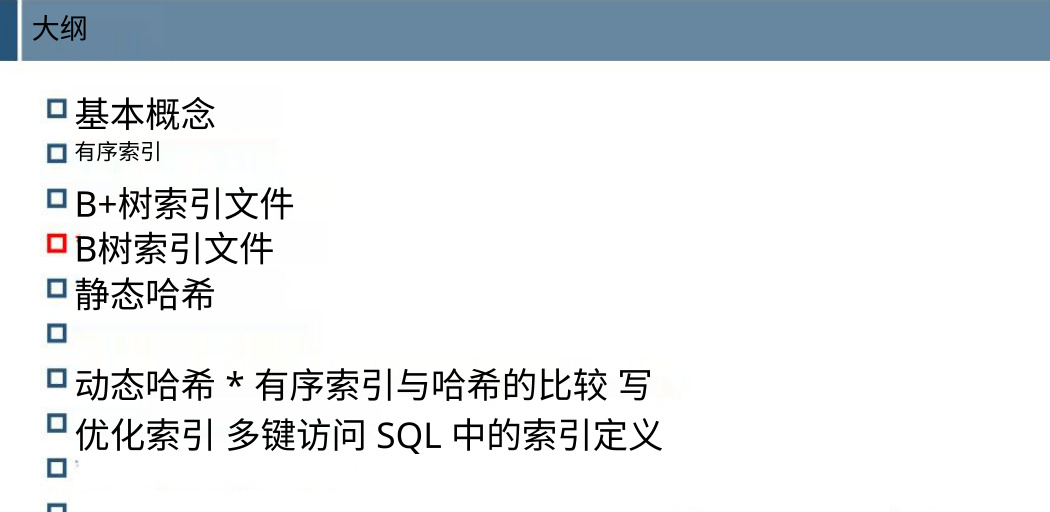 大纲
基本概念
有序索引
B+树索引文件
B树索引文件
静态哈希
动态哈希 * 有序索引与哈希的比较 写
优化索引 多键访问 SQL 中的索引定义